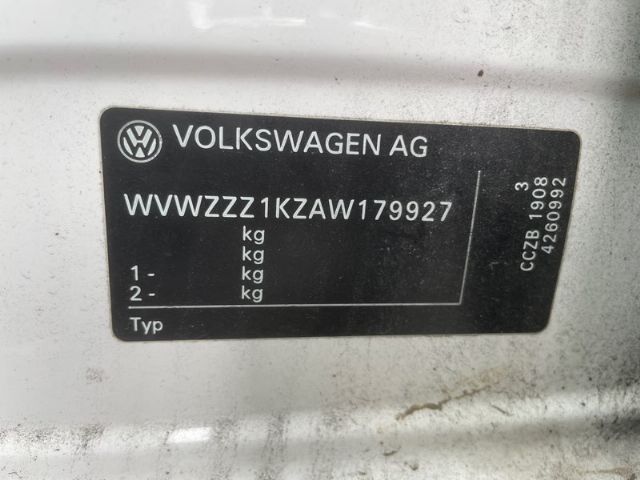 VOLKSWAGEN AG
WVWZZZ1KZAW179927
kg
kg
1 - kg
2 - kg
Typ
3
CCZB 1908
4260992